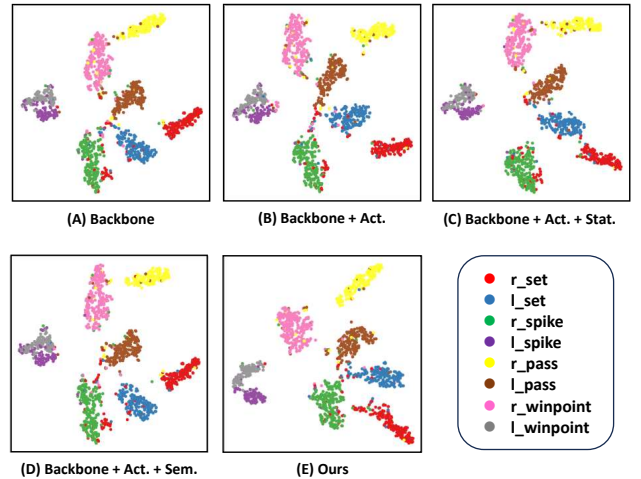 (A) Backbone
(B) Backbone + Act.
(C) Backbone + Act. + Stat.
(D) Backbone + Act. + Sem.
(E) Ours
r_set
l_set
r_spike
l_spike
r_pass
l_pass
r_winpoint
l_winpoint